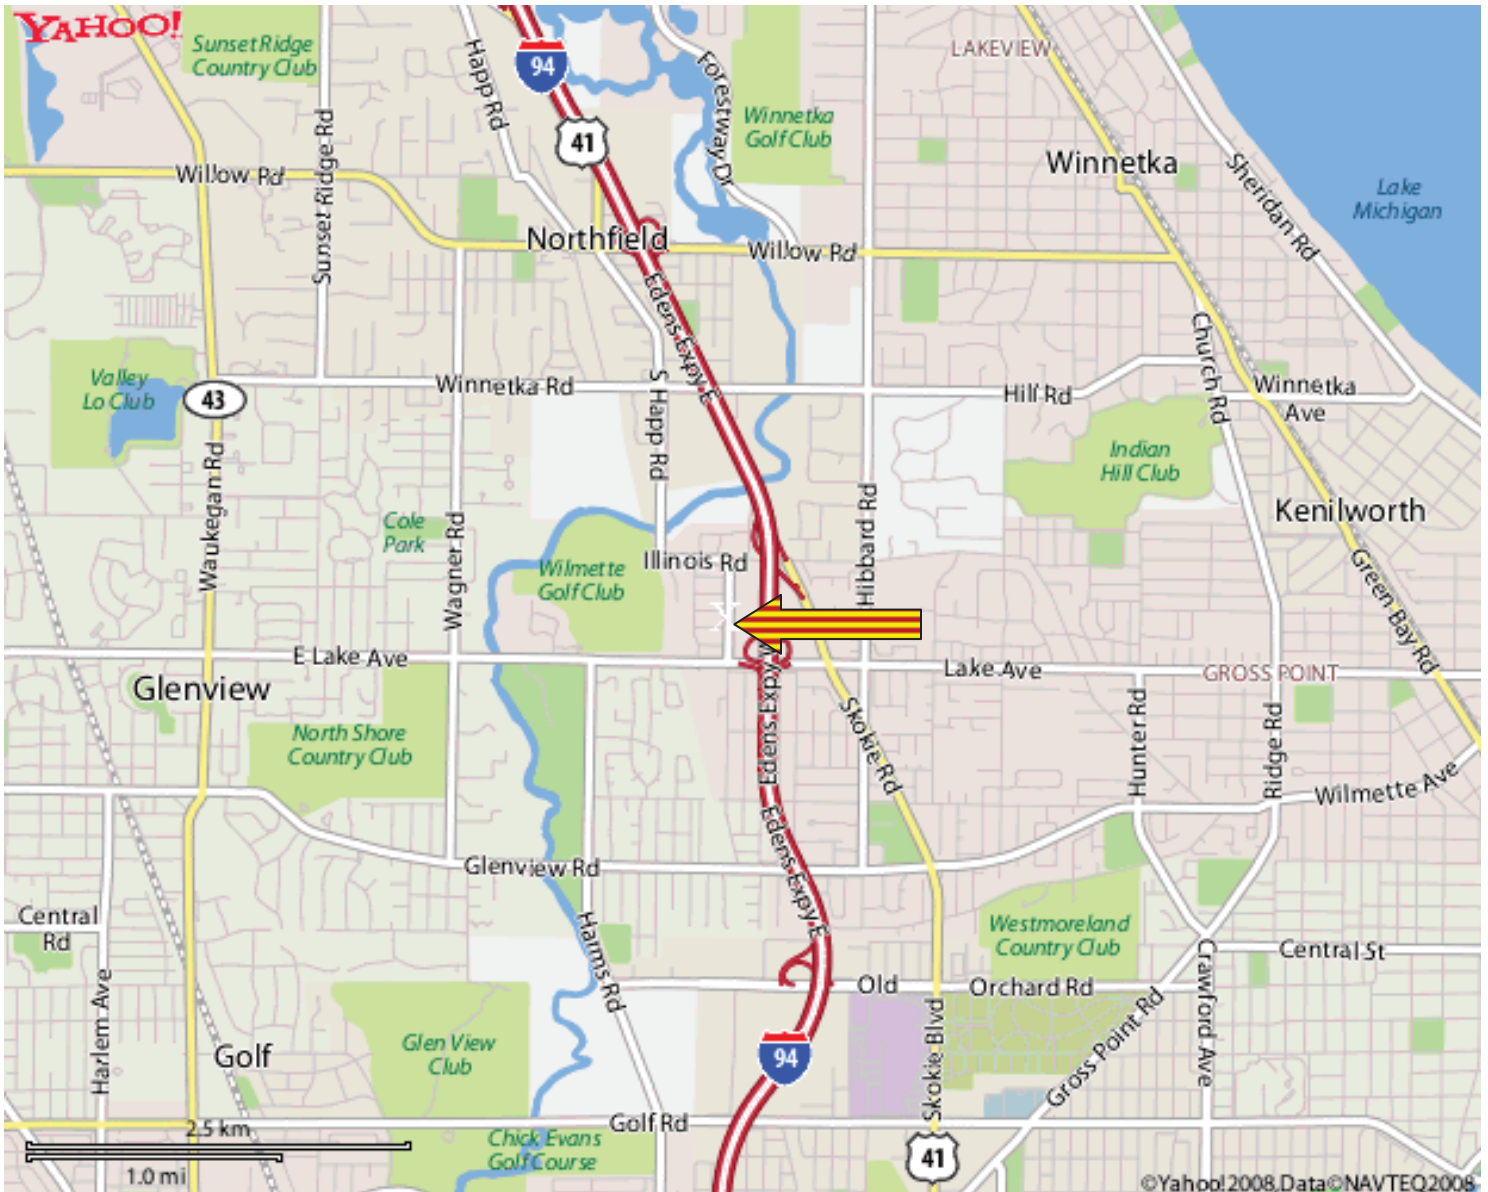 YAHOO!
Sunset Ridge
Country Club
Happ Rd
94
Forestway Dr
LAKEVIEW
41
Winnetka
Golf Club
Winnetka
Sheridan Rd
Lake
Michigan
Willow Rd
Sunset Ridge Rd
Northfield
Willow Rd
Edens Expy E
Church Rd
Valley
Lo Club
43
Winnetka Rd
S Happ Rd
Hill Rd
Winnetka
Ave
Indian
Hill Club
Waukegan Rd
Cole
Park
Wagner Rd
Hibbard Rd
Kenilworth
Illinois Rd
Wilmette
Golf Club
X
Green Bay Rd
E Lake Ave
Lake Ave
GROSS POINT
Glenview
Edens Expy
Skokie Rd
Hunter Rd
Ridge Rd
North Shore
Country Club
Wilmette Ave
Edens Expy E
Glenview Rd
Central
Rd
Harms Rd
Westmoreland
Country Club
Central St
Crawford Ave
Old
Orchard Rd
Harlem Ave
Golf
Glen View
Club
94
Skokie Blvd
Gross Point Rd
Golf Rd
2.5 km
Chick Evans
Golf Course
1.0 mi
41
©Yahoo! 2008, Data©NAVTEQ2008